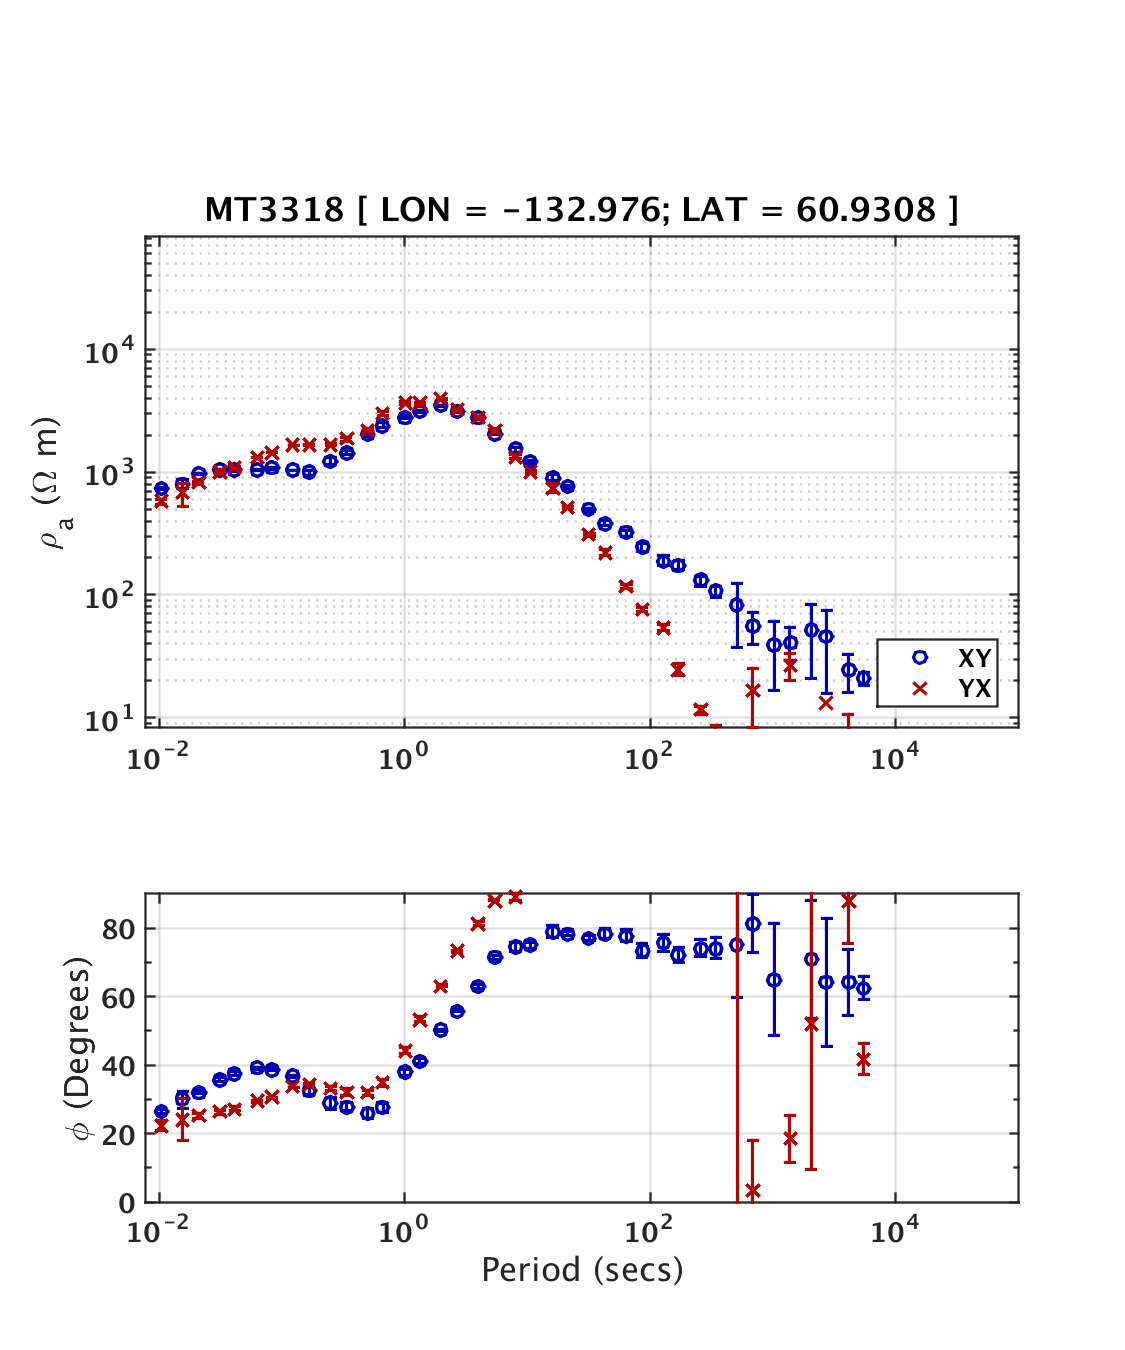 MT3318 [ LON = -132.976; LAT = 60.9308 ]
ρa (Ω m)
10^4
10^3
10^2
10^1
XY
YX
10^-2 10^0 10^2 10^4
ϕ (Degrees)
80
60
40
20
0
10^-2 10^0 10^2 10^4
Period (secs)